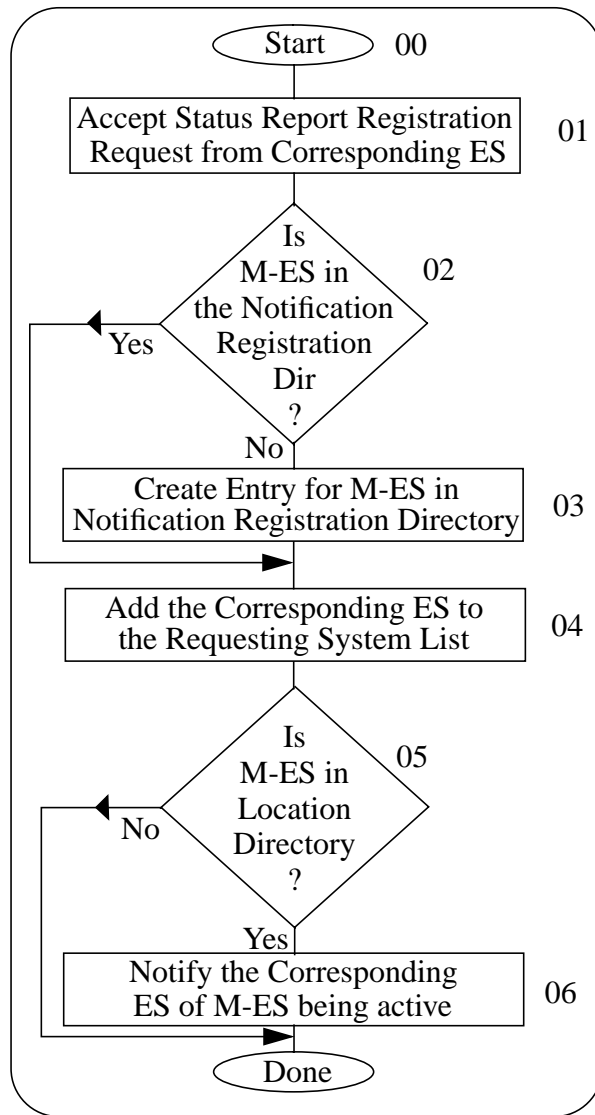 Start
00
Accept Status Report Registration
Request from Corresponding ES
01
Is
M-ES in
the Notification
Registration
Dir
?
02
Yes
No
Create Entry for M-ES in
Notification Registration Directory
03
Add the Corresponding ES to
the Requesting System List
04
Is
M-ES in
Location
Directory
?
05
No
Yes
Notify the Corresponding
ES of M-ES being active
06
Done